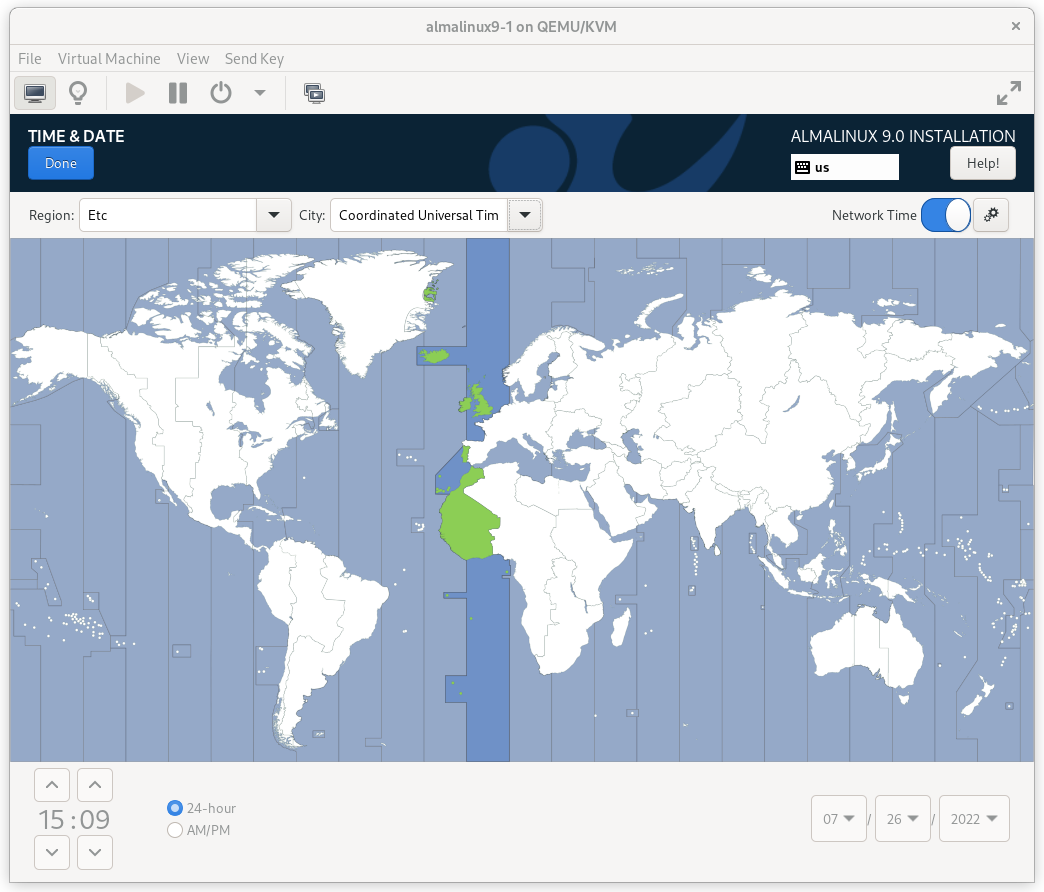 almalinux9-1 on QEMU/KVM
File Virtual Machine View Send Key
TIME & DATE
ALMALINUX 9.0 INSTALLATION
Done
us
Help!
Region: Etc City: Coordinated Universal Tim Network Time
15:09
24-hour
AM/PM
07 / 26 / 2022